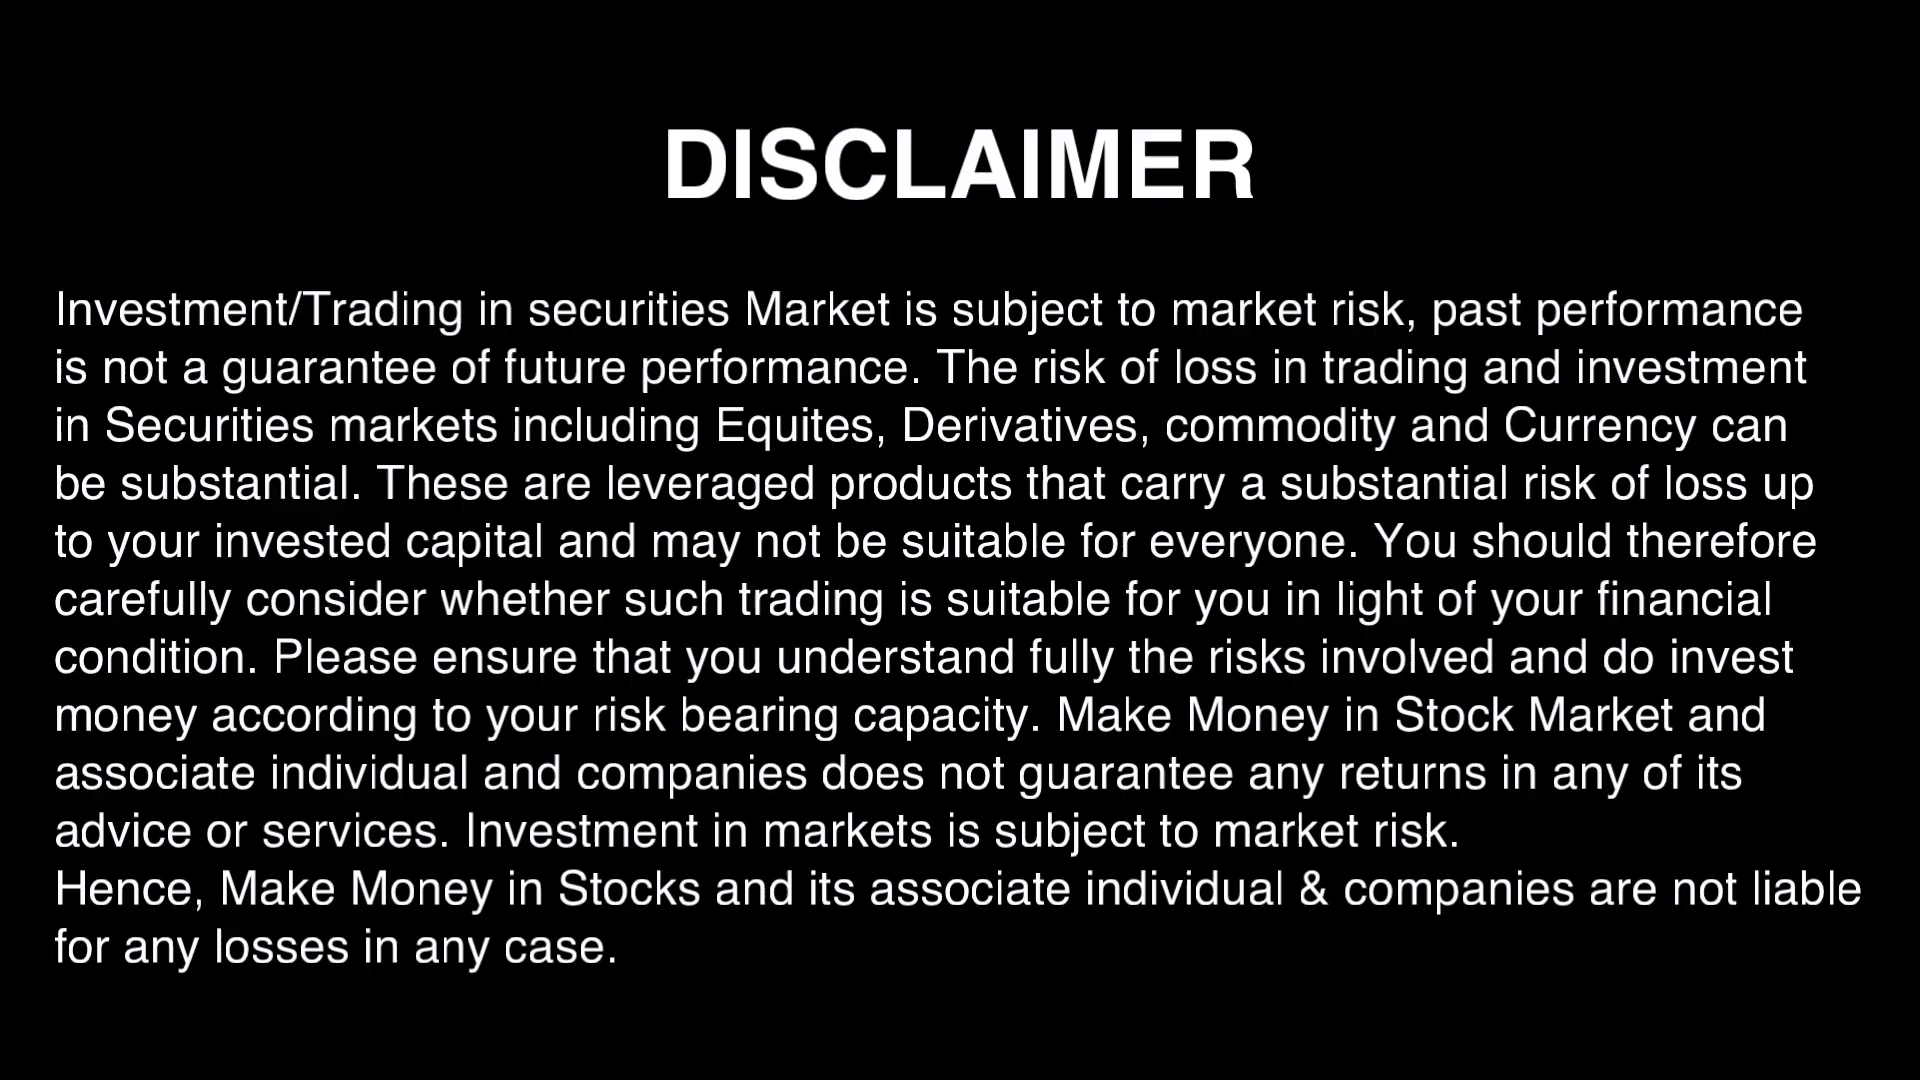 DISCLAIMER
Investment/Trading in securities Market is subject to market risk, past performance
is not a guarantee of future performance. The risk of loss in trading and investment
in Securities markets including Equites, Derivatives, commodity and Currency can
be substantial. These are leveraged products that carry a substantial risk of loss up
to your invested capital and may not be suitable for everyone. You should therefore
carefully consider whether such trading is suitable for you in light of your financial
condition. Please ensure that you understand fully the risks involved and do invest
money according to your risk bearing capacity. Make Money in Stock Market and
associate individual and companies does not guarantee any returns in any of its
advice or services. Investment in markets is subject to market risk.
Hence, Make Money in Stocks and its associate individual & companies are not liable
for any losses in any case.